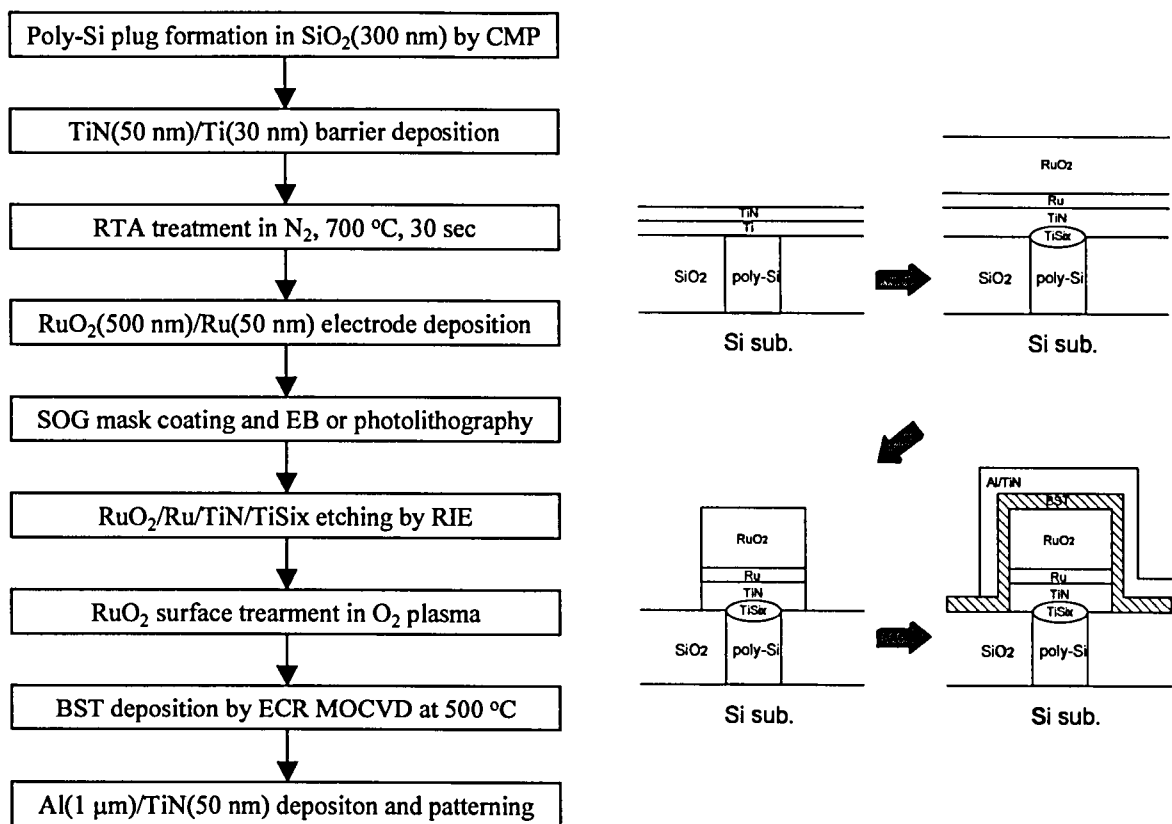 Poly-Si plug formation in SiO₂(300 nm) by CMP
TiN(50 nm)/Ti(30 nm) barrier deposition
RTA treatment in N₂, 700 °C, 30 sec
RuO₂(500 nm)/Ru(50 nm) electrode deposition
SOG mask coating and EB or photolithography
RuO₂/Ru/TiN/TiSix etching by RIE
RuO₂ surface trearment in O₂ plasma
BST deposition by ECR MOCVD at 500 °C
Al(1 μm)/TiN(50 nm) depositon and patterning
TiN
Ti
SiO₂
poly-Si
Si sub.
RuO₂
Ru
TiN
TiSix
SiO₂
poly-Si
Si sub.
RuO₂
Ru
TiN
TiSix
SiO₂
poly-Si
Si sub.
Al/TiN
BST
RuO₂
Ru
TiN
TiSix
SiO₂
poly-Si
Si sub.